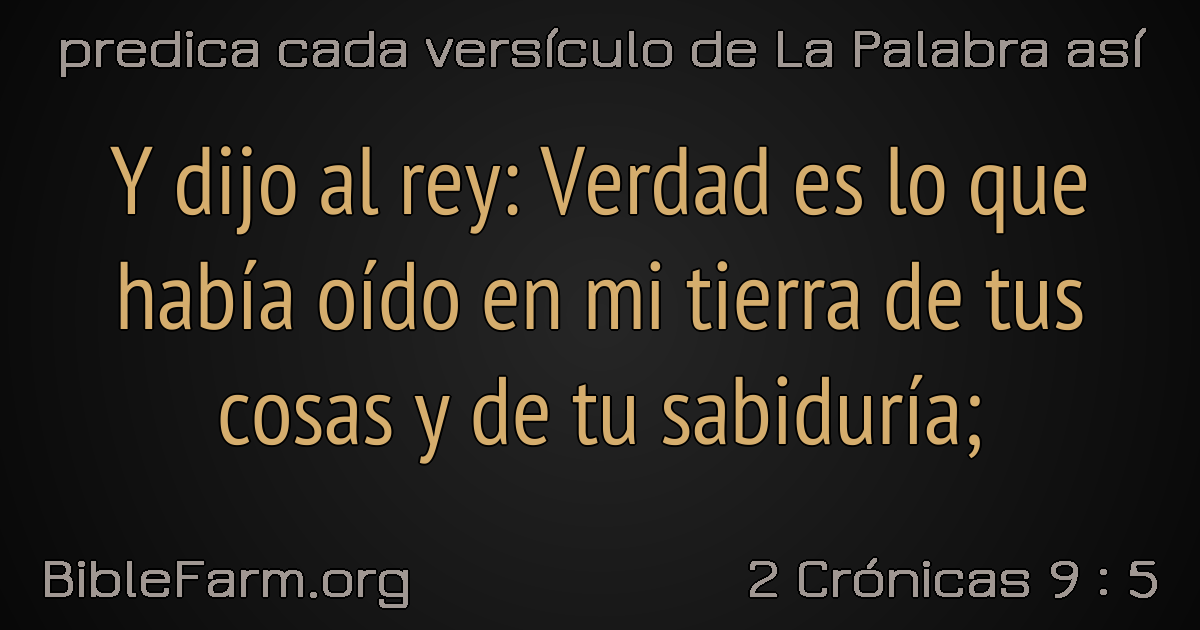 predica cada versículo de La Palabra así
Y dijo al rey: Verdad es lo que
había oído en mi tierra de tus
cosas y de tu sabiduría;
BibleFarm.org
2 Crónicas 9 : 5